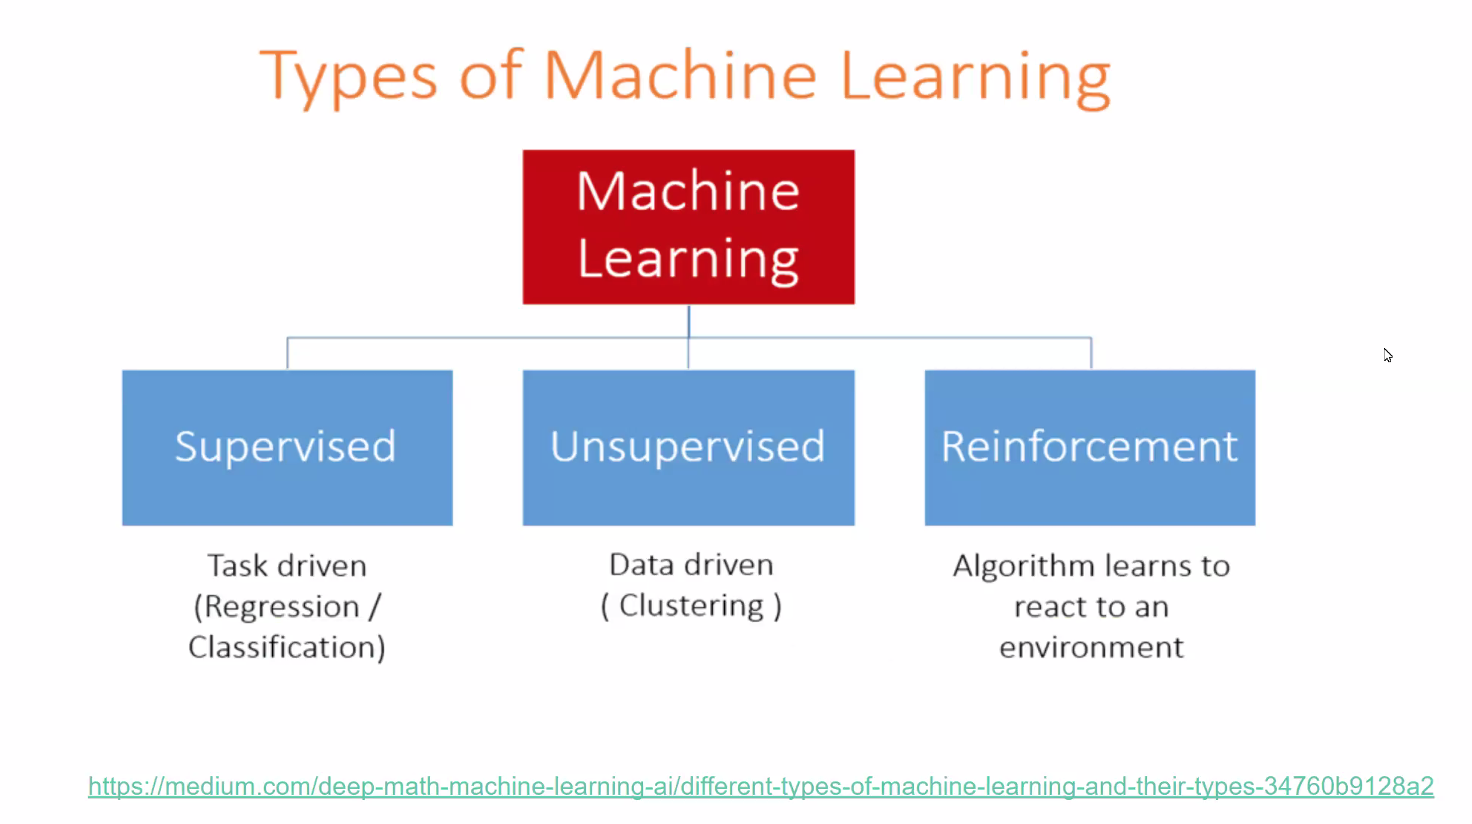 Types of Machine Learning
Machine
Learning
Supervised
Unsupervised
Reinforcement
Task driven
(Regression /
Classification)
Data driven
( Clustering )
Algorithm learns to
react to an
environment
https://medium.com/deep-math-machine-learning-ai/different-types-of-machine-learning-and-their-types-34760b9128a2